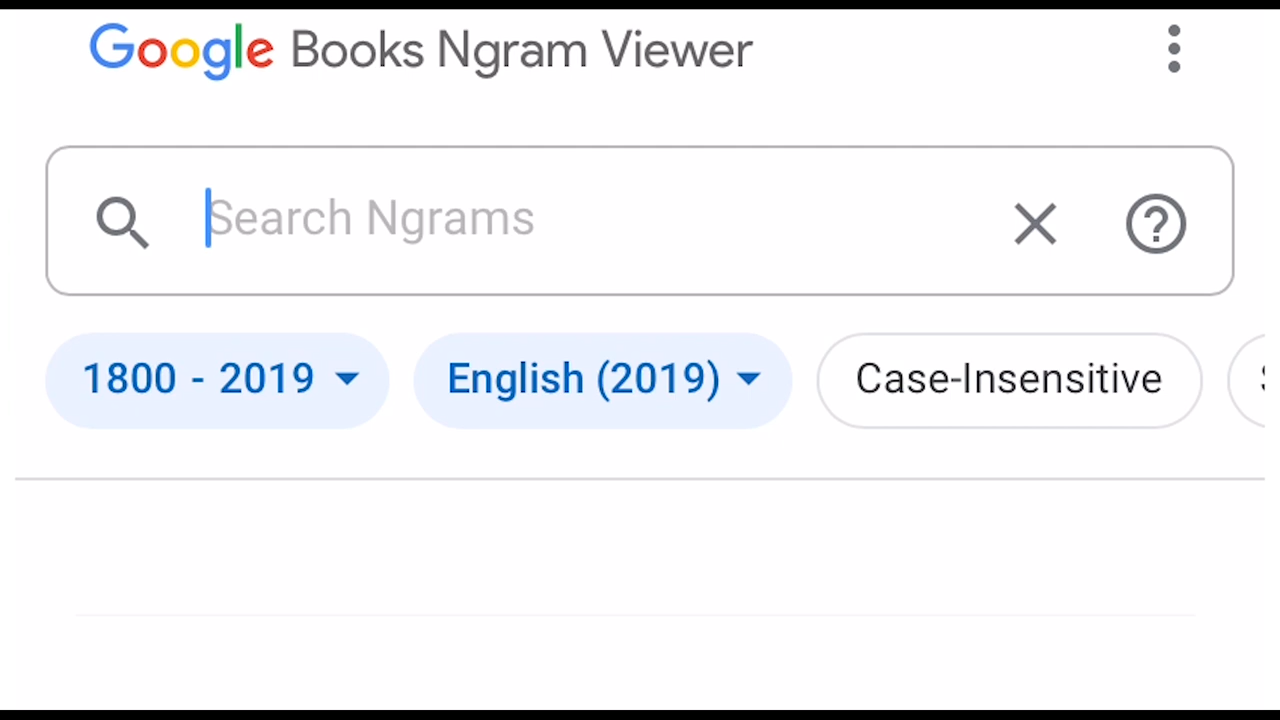 Google Books Ngram Viewer
Search Ngrams
1800 - 2019
English (2019)
Case-Insensitive